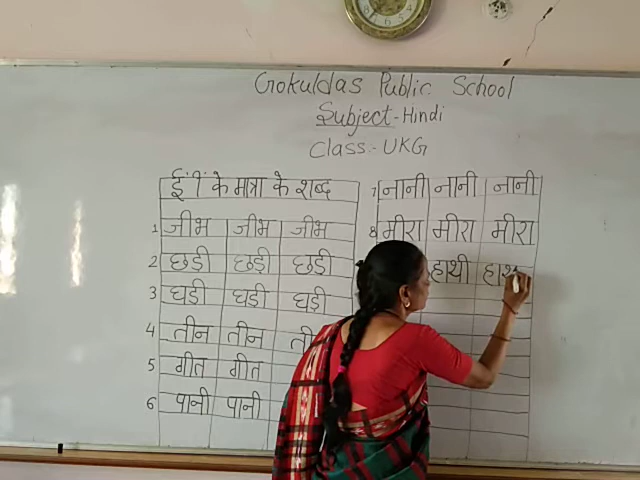 Gokuldas Public School
Subject - Hindi
Class - UKG
ई ी के मात्रा के शब्द
1 जीभ जीभ जीभ
2 छड़ी छड़ी छड़ी
3 घड़ी घड़ी घड़ी
4 तीन तीन ती
5 गीत गीत
6 पानी पानी
7 नानी नानी नानी
8 मीरा मीरा मीरा
हाथी हाथ